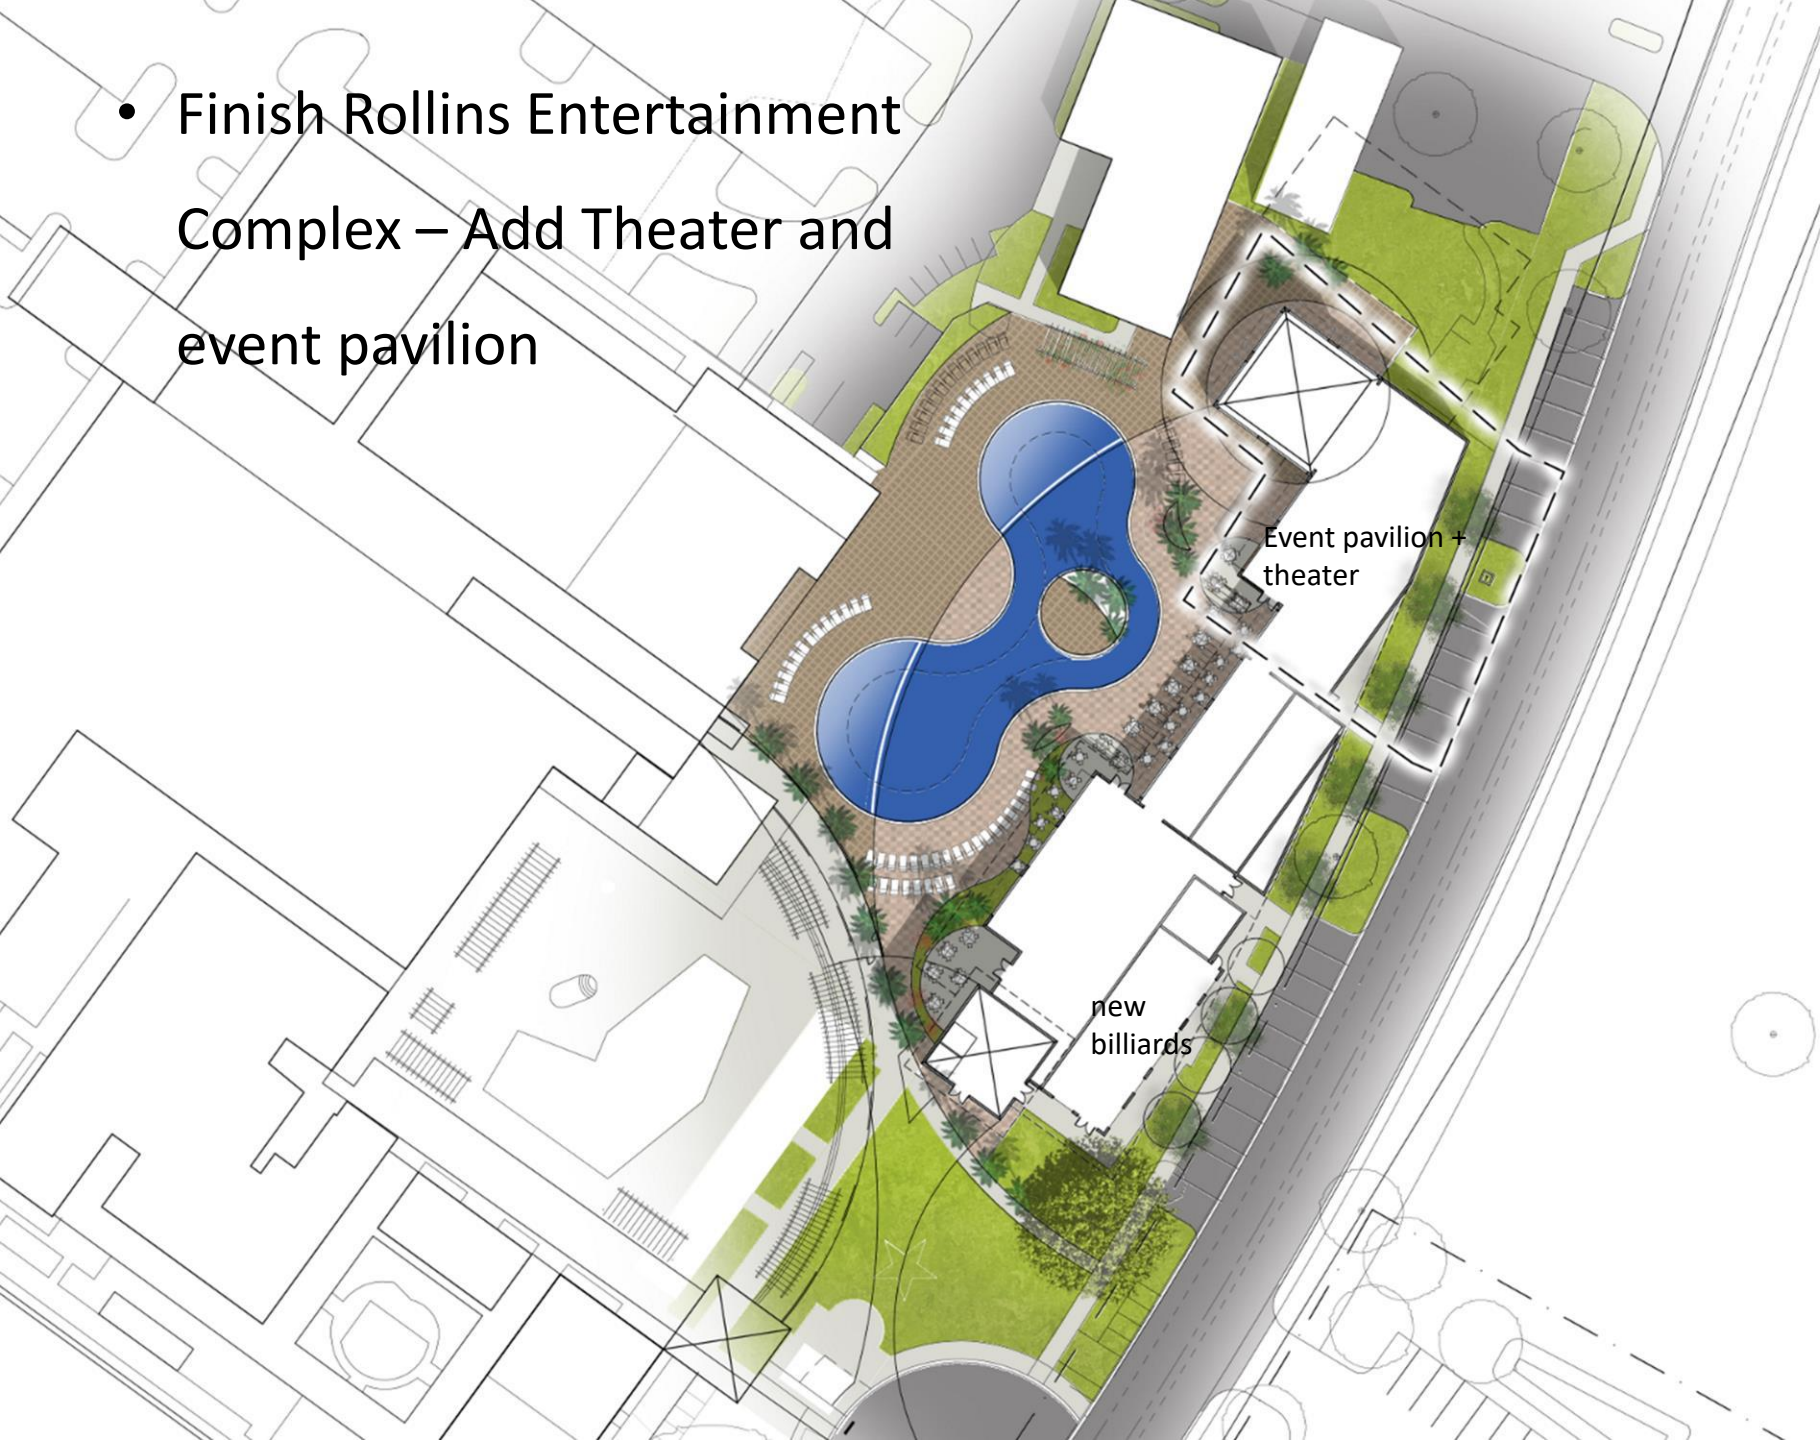 • Finish Rollins Entertainment
Complex – Add Theater and
event pavilion
Event pavilion +
theater
new
billiards